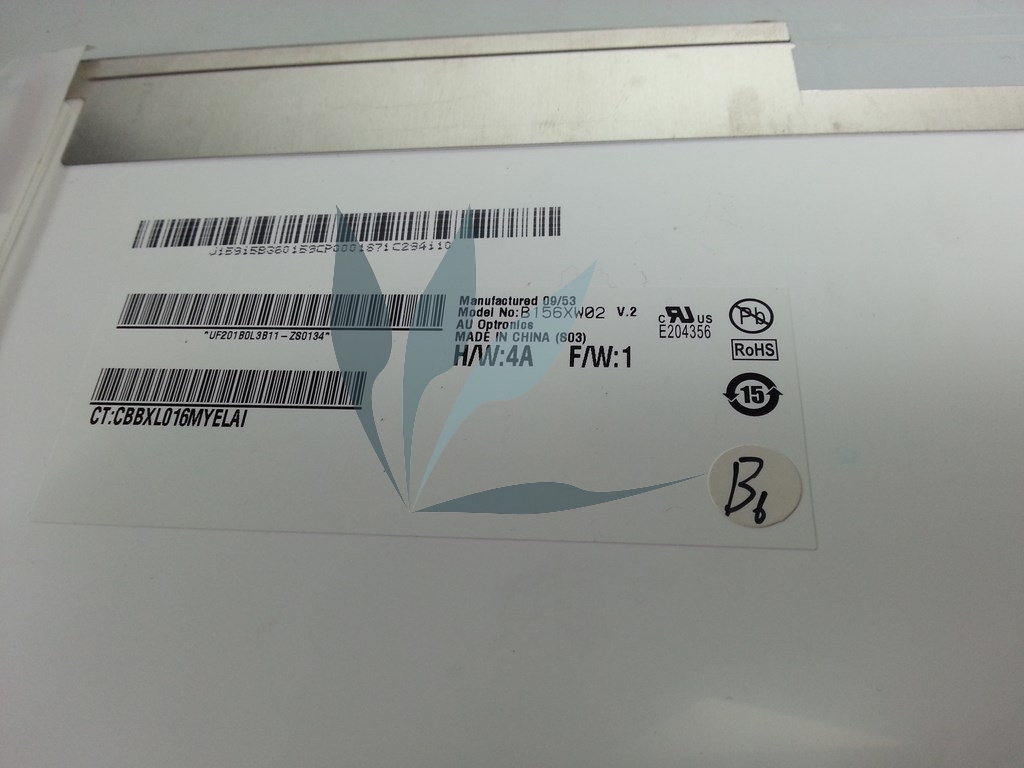 *UF201B0L3B11-ZS0134*
CT:CBBXL016MYELAI
Manufactured 09/53
Model No:B156XW02 V.2
AU Optronics
MADE IN CHINA (S03)
H/W:4A F/W:1
c RU US
E204356
Pb
RoHS
15
B6